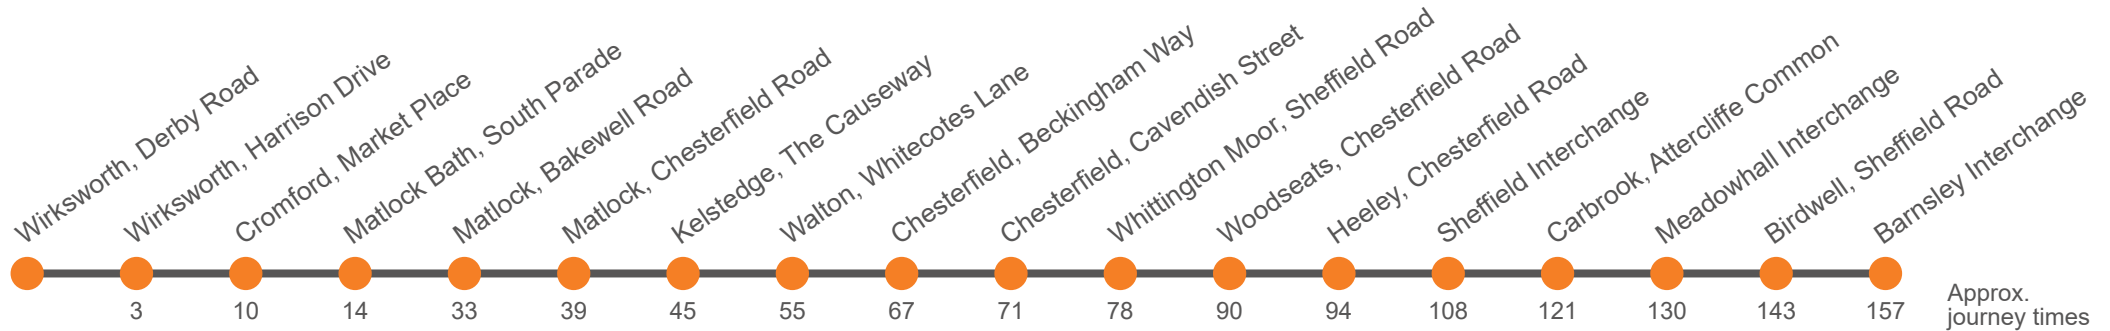 Wirksworth, Derby Road
Wirksworth, Harrison Drive
Cromford, Market Place
Matlock Bath, South Parade
Matlock, Bakewell Road
Matlock, Chesterfield Road
Kelstedge, The Causeway
Walton, Whitecotes Lane
Chesterfield, Beckingham Way
Chesterfield, Cavendish Street
Whittington Moor, Sheffield Road
Woodseats, Chesterfield Road
Heeley, Chesterfield Road
Sheffield Interchange
Carbrook, Attercliffe Common
Meadowhall Interchange
Birdwell, Sheffield Road
Barnsley Interchange
3 10 14 33 39 45 55 67 71 78 90 94 108 121 130 143 157
Approx.
journey times